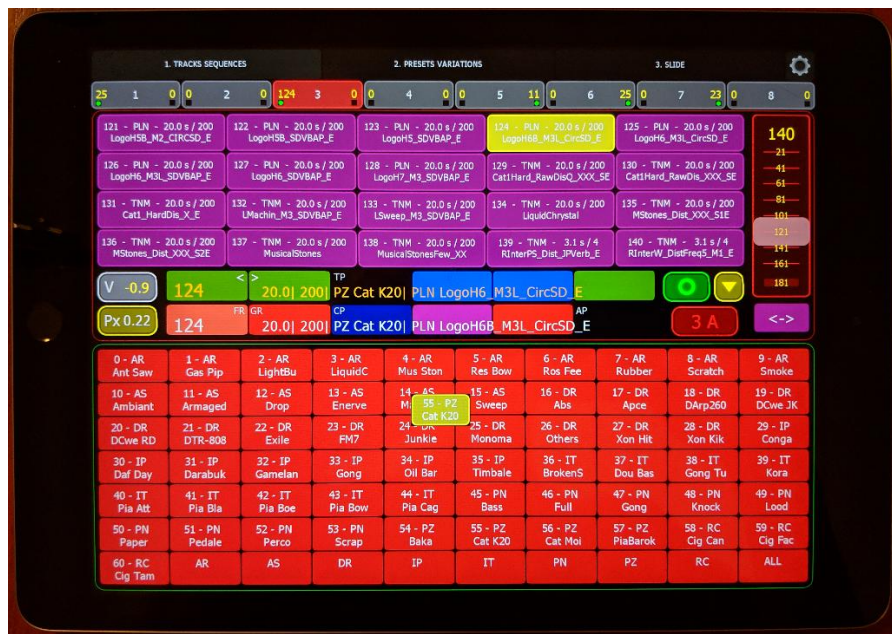 1. TRACKS SEQUENCES 2. PRESETS VARIATIONS 3. SLIDE
25 1 0 0 2 0 124 3 0 0 4 0 0 5 11 0 6 25 0 7 23 0 8 0
121 - PLN - 20.0 s / 200 122 - PLN - 20.0 s / 200 123 - PLN - 20.0 s / 200 124 - PLN - 20.0 s / 200 125 - PLN - 20.0 s / 200 140
LogoH5B_M2_CIRCSD_E LogoH5B_SDVBAP_E LogoH5_SDVBAP_E LogoH6B_M3L_CircSD_E LogoH6_M3L_CircSD_E
21
126 - PLN - 20.0 s / 200 127 - PLN - 20.0 s / 200 128 - PLN - 20.0 s / 200 129 - TNM - 20.0 s / 200 130 - TNM - 20.0 s / 200 41
LogoH6_M3L_SDVBAP_E LogoH6_SDVBAP_E LogoH7_M3_SDVBAP_E Cat1Hard_RawDisQ_XXX_SE Cat1Hard_RawDis_XXX_SE 61
131 - TNM - 20.0 s / 200 132 - TNM - 20.0 s / 200 133 - TNM - 20.0 s / 200 134 - TNM - 20.0 s / 200 135 - TNM - 20.0 s / 200 81
Cat1_HardDis_X_E LMachin_M3_SDVBAP_E LSweep_M3_SDVBAP_E LiquidChrystal MStones_Dist_XXX_S1E 101
121
136 - TNM - 20.0 s / 200 137 - TNM - 20.0 s / 200 138 - TNM - 20.0 s / 200 139 - TNM - 3.1 s / 4 140 - TNM - 3.1 s / 4 141
MStones_Dist_XXX_S2E MusicalStones MusicalStonesFew_XX RInterPS_Dist_JPVerb_E RInterW_DistFreqS_M1_E 161
< > TP
V -0.9 124 20.0| 200| PZ Cat K20| PLN LogoH6_M3L_CircSD_E 181
FR GR CP AP
Px 0.22 124 20.0| 200| PZ Cat K20| PLN LogoH6B_M3L_CircSD_E 3 A <->
0 - AR 1 - AR 2 - AR 3 - AR 4 - AR 5 - AR 6 - AR 7 - AR 8 - AR 9 - AR
Ant Saw Gas Pip LightBu LiquidC Mus Ston Res Bow Ros Fee Rubber Scratch Smoke
10 - AS 11 - AS 12 - AS 13 - AS 14 - AS 15 - AS 16 - DR 17 - DR 18 - DR 19 - DR
Ambiant Armaged Drop Enerve 55 - PZ Sweep Abs Apce DArp260 DCwe JK
Cat K20
20 - DR 21 - DR 22 - DR 23 - DR 24 - DR 25 - DR 26 - DR 27 - DR 28 - DR 29 - IP
DCwe RD DTR-808 Exile FM7 Junkie Monoma Others Xon Hit Xon Kik Conga
30 - IP 31 - IP 32 - IP 33 - IP 34 - IP 35 - IP 36 - IT 37 - IT 38 - IT 39 - IT
Daf Day Darabuk Gamelan Gong Oil Bar Timbale BrokenS Dou Bas Gong Tu Kora
40 - IT 41 - IT 42 - IT 43 - IT 44 - IT 45 - PN 46 - PN 47 - PN 48 - PN 49 - PN
Pia Att Pia Bla Pia Boe Pia Bow Pia Cag Bass Full Gong Knock Lood
50 - PN 51 - PN 52 - PN 53 - PN 54 - PZ 55 - PZ 56 - PZ 57 - PZ 58 - RC 59 - RC
Paper Pedale Perco Scrap Baka Cat K20 Cat Moi PiaBarok Cig Can Cig Fac
60 - RC AR AS DR IP IT PN PZ RC ALL
Cig Tam